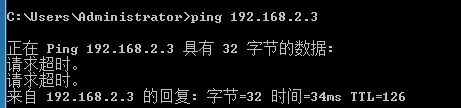 C:\Users\Administrator>ping 192.168.2.3
正在 Ping 192.168.2.3 具有 32 字节的数据:
请求超时。
请求超时。
来自 192.168.2.3 的回复: 字节=32 时间=34ms TTL=126